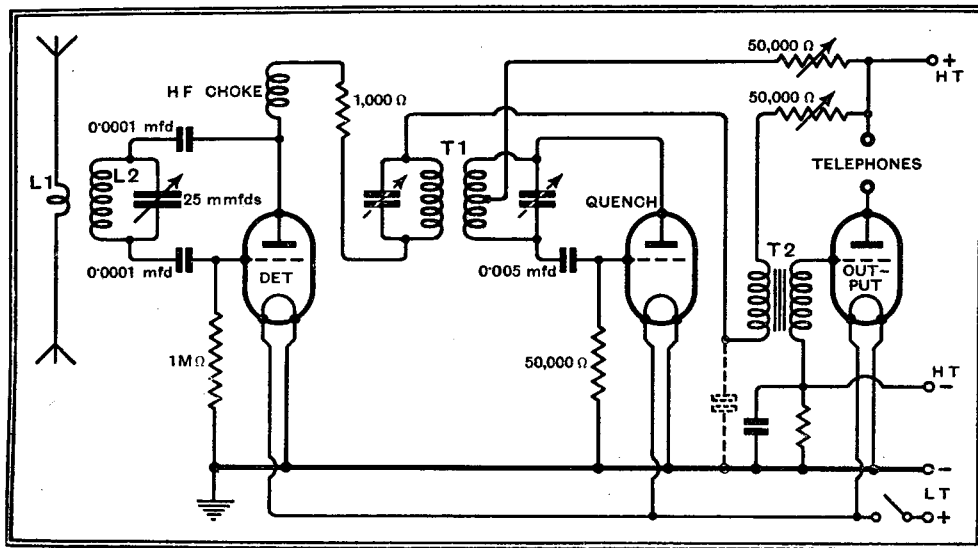 50,000 Ω
+
HT
HF CHOKE
1,000 Ω
50,000 Ω
0·0001 mfd
T1
TELEPHONES
L1
L2
25 mmfds
QUENCH
T2
0·0001 mfd
DET
0·005 mfd
OUT-
PUT
1MΩ
50,000 Ω
HT
-
-
LT
+